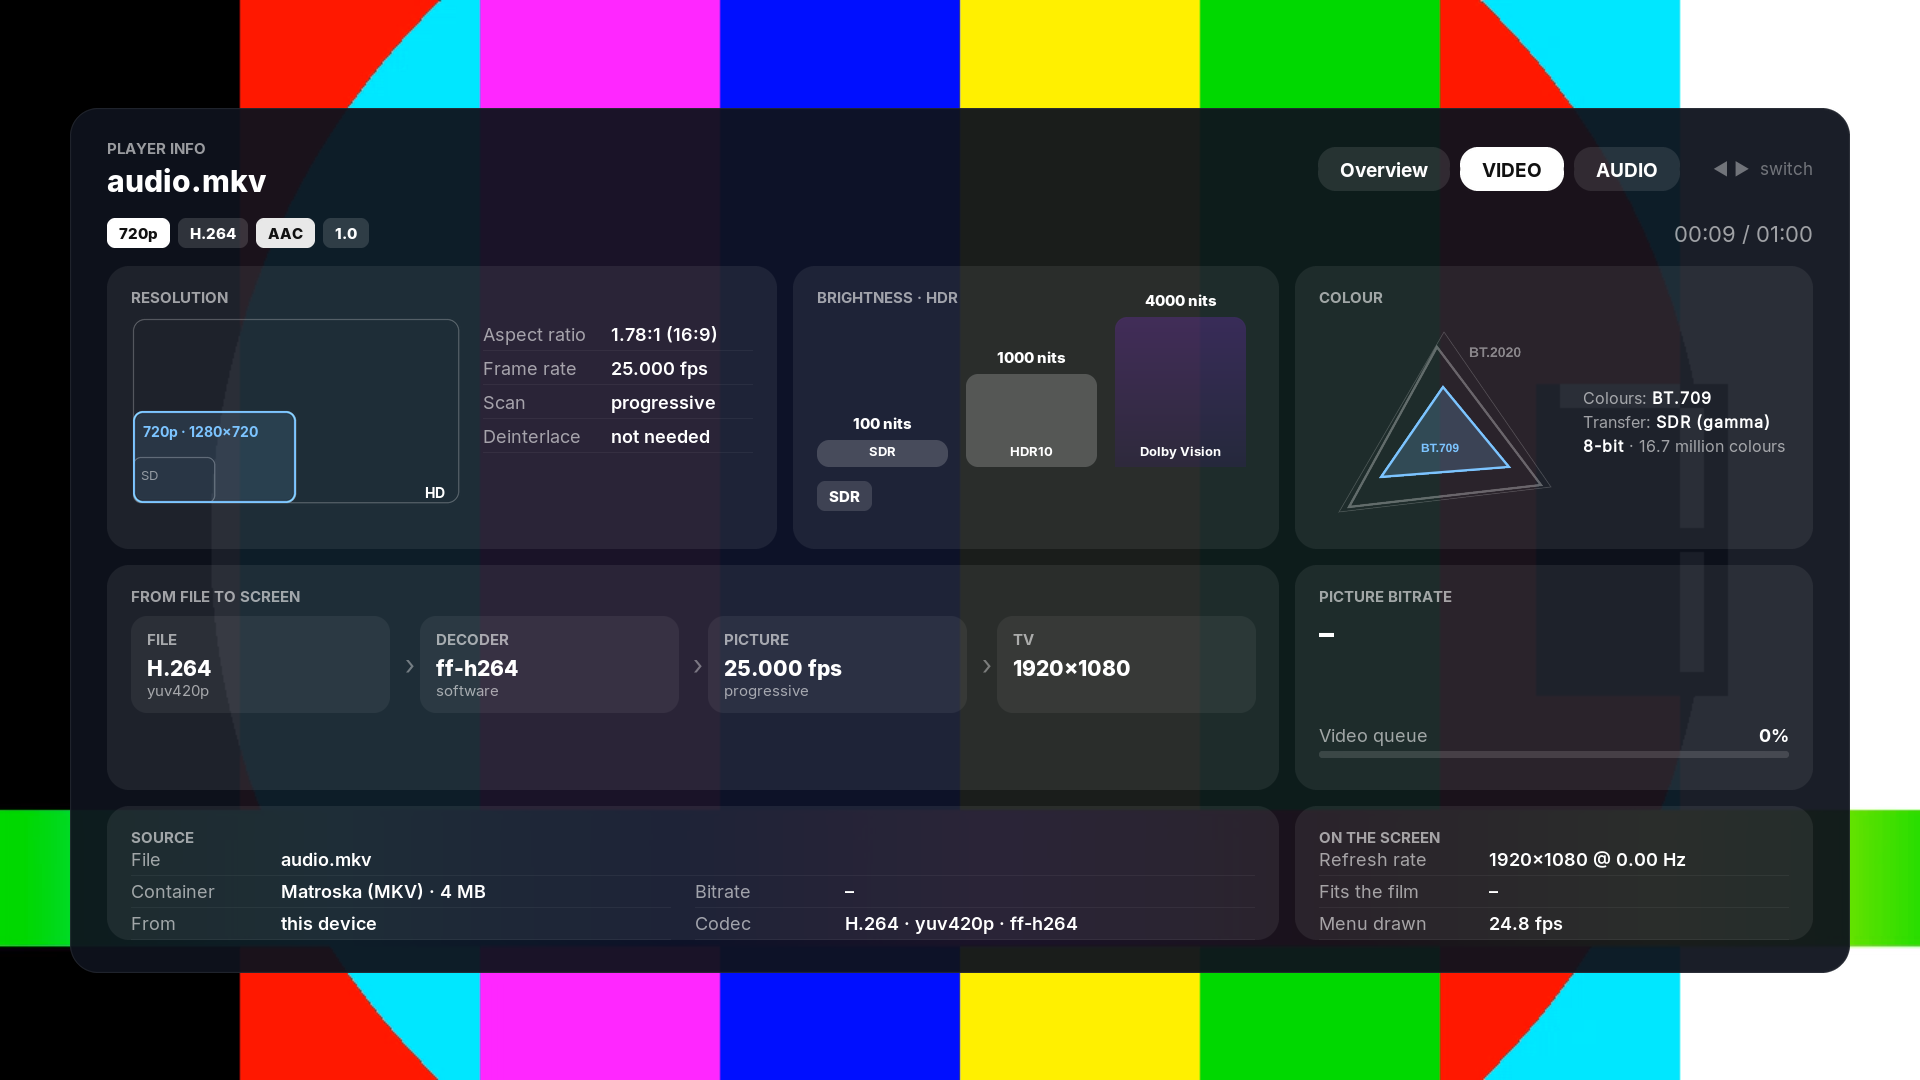 PLAYER INFO
audio.mkv
Overview VIDEO AUDIO ◀ ▶ switch
720p H.264 AAC 1.0
00:09 / 01:00
RESOLUTION
720p · 1280×720
SD
HD
Aspect ratio 1.78:1 (16:9)
Frame rate 25.000 fps
Scan progressive
Deinterlace not needed
BRIGHTNESS · HDR
100 nits
SDR
1000 nits
HDR10
4000 nits
Dolby Vision
SDR
COLOUR
BT.2020
BT.709
Colours: BT.709
Transfer: SDR (gamma)
8-bit · 16.7 million colours
FROM FILE TO SCREEN
FILE
H.264
yuv420p
›
DECODER
ff-h264
software
›
PICTURE
25.000 fps
progressive
›
TV
1920×1080
PICTURE BITRATE
–
Video queue 0%
SOURCE
File audio.mkv
Container Matroska (MKV) · 4 MB
From this device
Bitrate –
Codec H.264 · yuv420p · ff-h264
ON THE SCREEN
Refresh rate 1920×1080 @ 0.00 Hz
Fits the film –
Menu drawn 24.8 fps